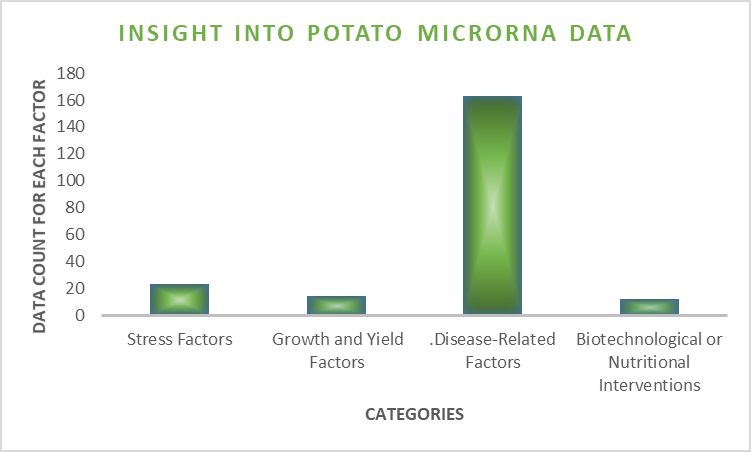 INSIGHT INTO POTATO MICRORNA DATA
DATA COUNT FOR EACH FACTOR
180
160
140
120
100
80
60
40
20
0
Stress Factors
Growth and Yield
Factors
.Disease-Related
Factors
Biotechnological or
Nutritional
Interventions
CATEGORIES